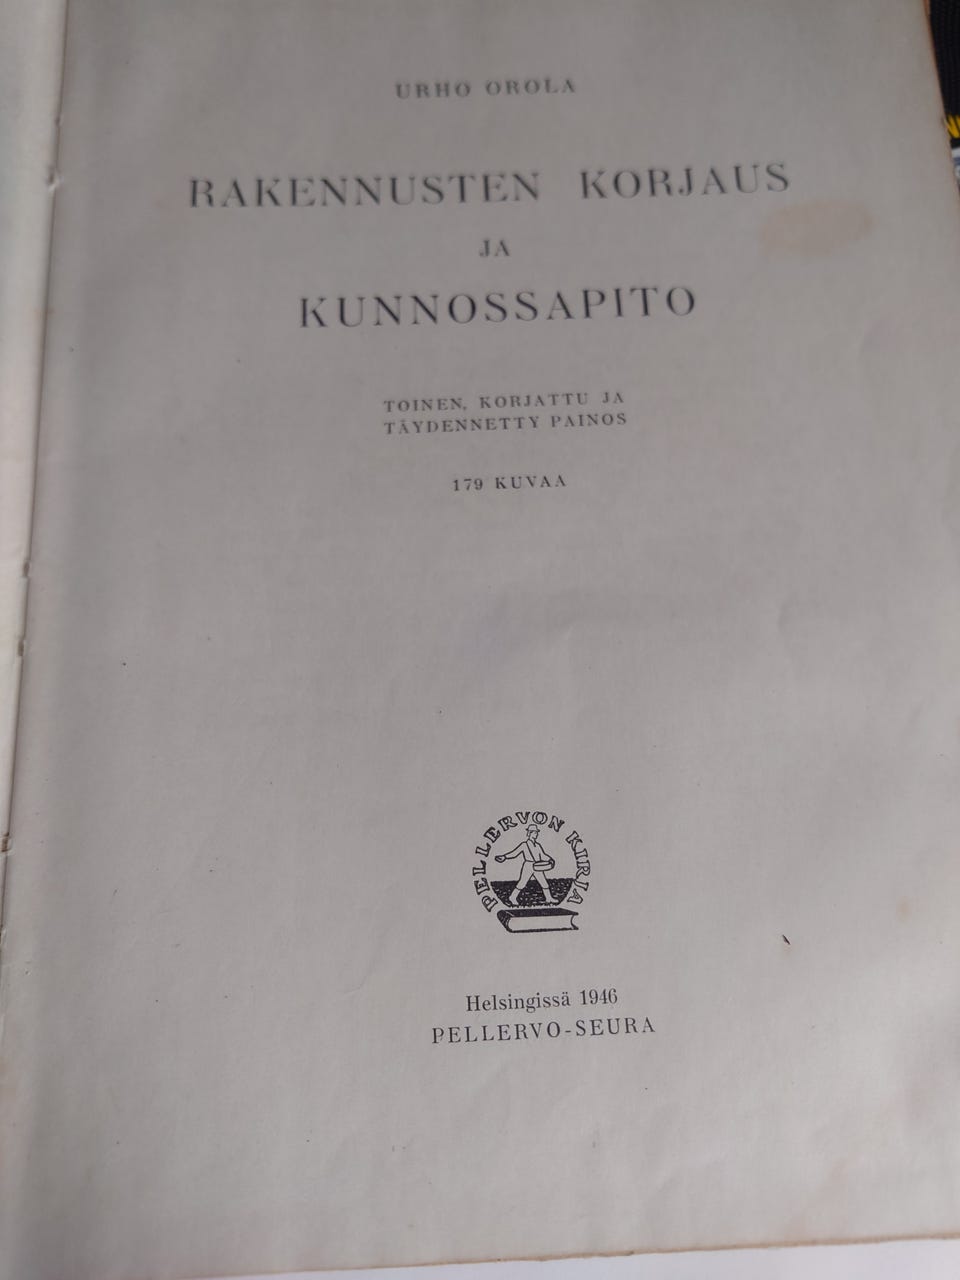 URHO OROLA
RAKENNUSTEN KORJAUS
JA
KUNNOSSAPITO
TOINEN, KORJATTU JA
TÄYDENNETTY PAINOS
179 KUVAA
PELLERVON KIRJA
Helsingissä 1946
PELLERVO-SEURA